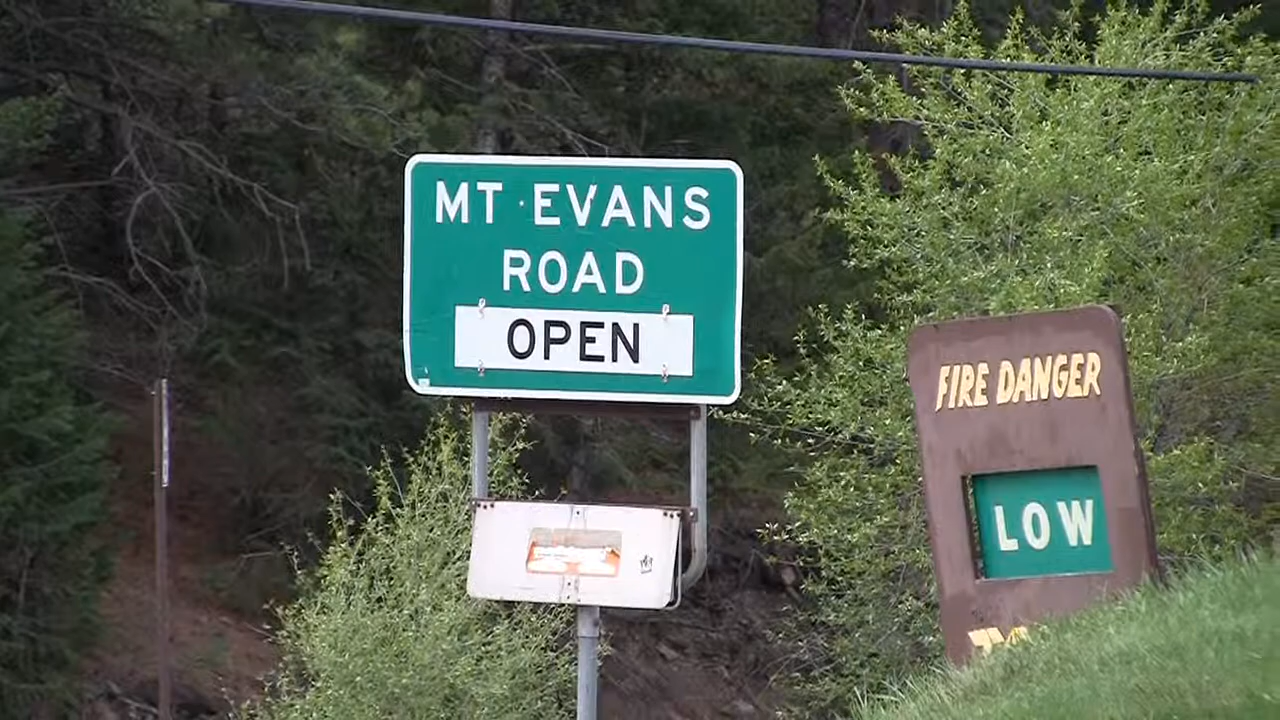 MT EVANS
ROAD
OPEN
FIRE DANGER
LOW